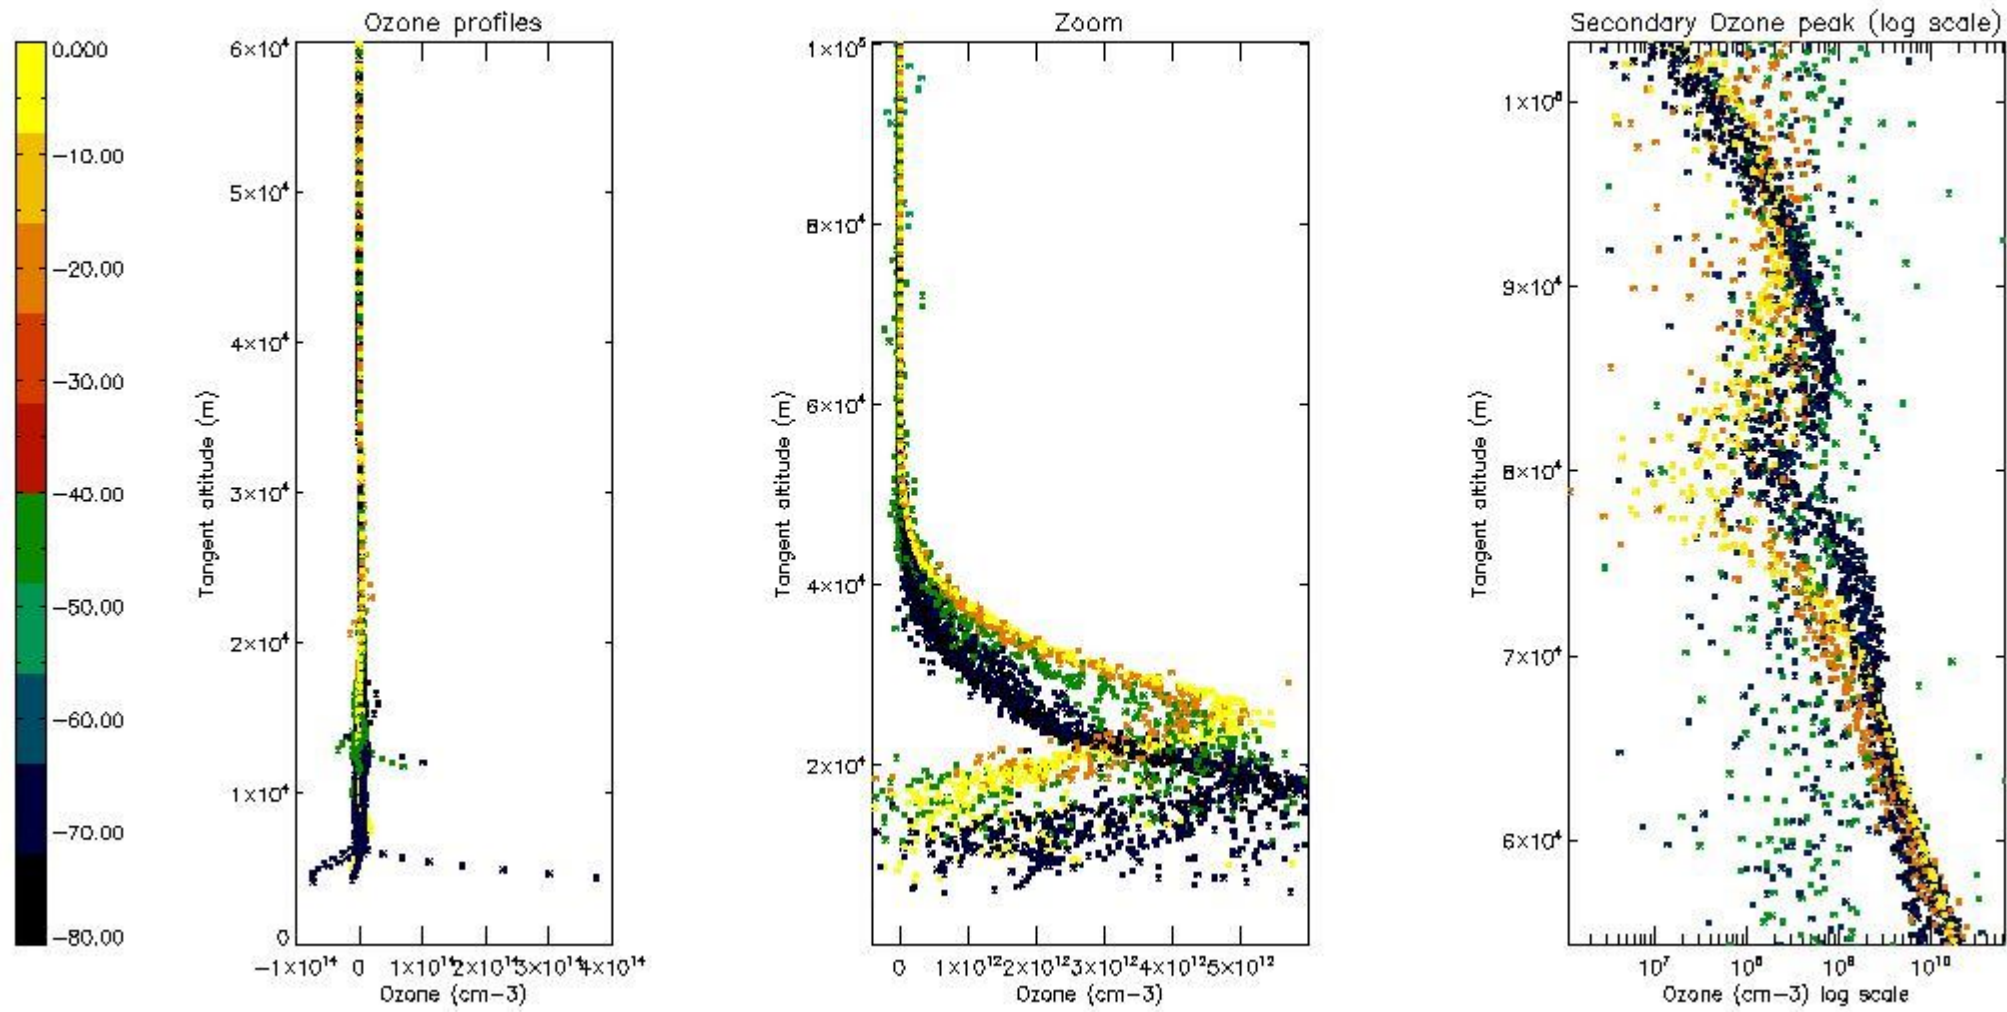 Ozone profiles
Zoom
Secondary Ozone peak (log scale)
0.000
−10.00
−20.00
−30.00
−40.00
−50.00
−60.00
−70.00
−80.00
6×10⁴
5×10⁴
4×10⁴
3×10⁴
2×10⁴
1×10⁴
0
Tangent altitude (m)
−1×10¹⁴ 0 1×10¹⁴ 2×10¹⁴ 3×10¹⁴ 4×10¹⁴
Ozone (cm−3)
1×10⁵
8×10⁴
6×10⁴
4×10⁴
2×10⁴
Tangent altitude (m)
0 1×10¹² 2×10¹² 3×10¹² 4×10¹² 5×10¹²
Ozone (cm−3)
1×10⁵
9×10⁴
8×10⁴
7×10⁴
6×10⁴
Tangent altitude (m)
10⁷ 10⁸ 10⁹ 10¹⁰
Ozone (cm−3) log scale